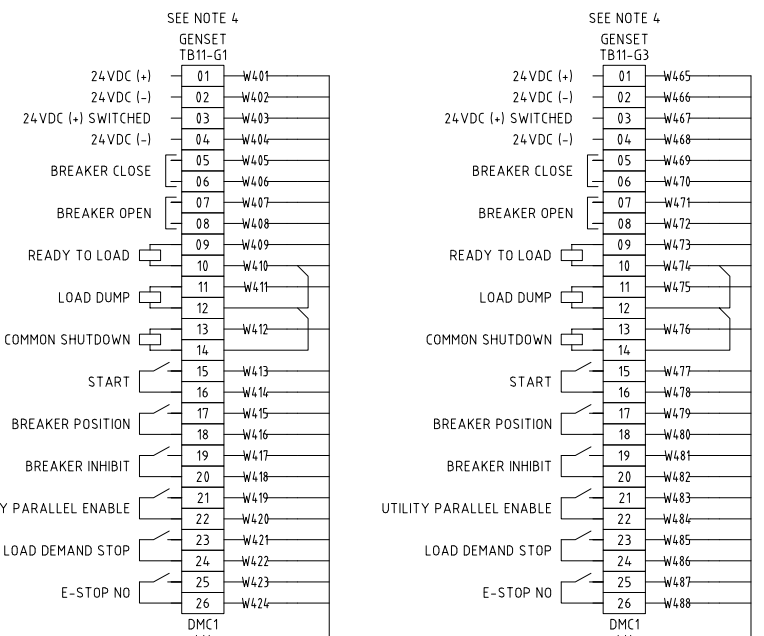 SEE NOTE 4
GENSET
TB11-G1
24VDC (+) 01 W401
24VDC (-) 02 W402
24VDC (+) SWITCHED 03 W403
24VDC (-) 04 W404
BREAKER CLOSE
05 W405
06 W406
BREAKER OPEN
07 W407
08 W408
READY TO LOAD
09 W409
10 W410
LOAD DUMP
11 W411
12
COMMON SHUTDOWN
13 W412
14
START
15 W413
16 W414
BREAKER POSITION
17 W415
18 W416
BREAKER INHIBIT
19 W417
20 W418
Y PARALLEL ENABLE
21 W419
22 W420
LOAD DEMAND STOP
23 W421
24 W422
E-STOP NO
25 W423
26 W424
DMC1
SEE NOTE 4
GENSET
TB11-G3
24VDC (+) 01 W465
24VDC (-) 02 W466
24VDC (+) SWITCHED 03 W467
24VDC (-) 04 W468
BREAKER CLOSE
05 W469
06 W470
BREAKER OPEN
07 W471
08 W472
READY TO LOAD
09 W473
10 W474
LOAD DUMP
11 W475
12
COMMON SHUTDOWN
13 W476
14
START
15 W477
16 W478
BREAKER POSITION
17 W479
18 W480
BREAKER INHIBIT
19 W481
20 W482
UTILITY PARALLEL ENABLE
21 W483
22 W484
LOAD DEMAND STOP
23 W485
24 W486
E-STOP NO
25 W487
26 W488
DMC1